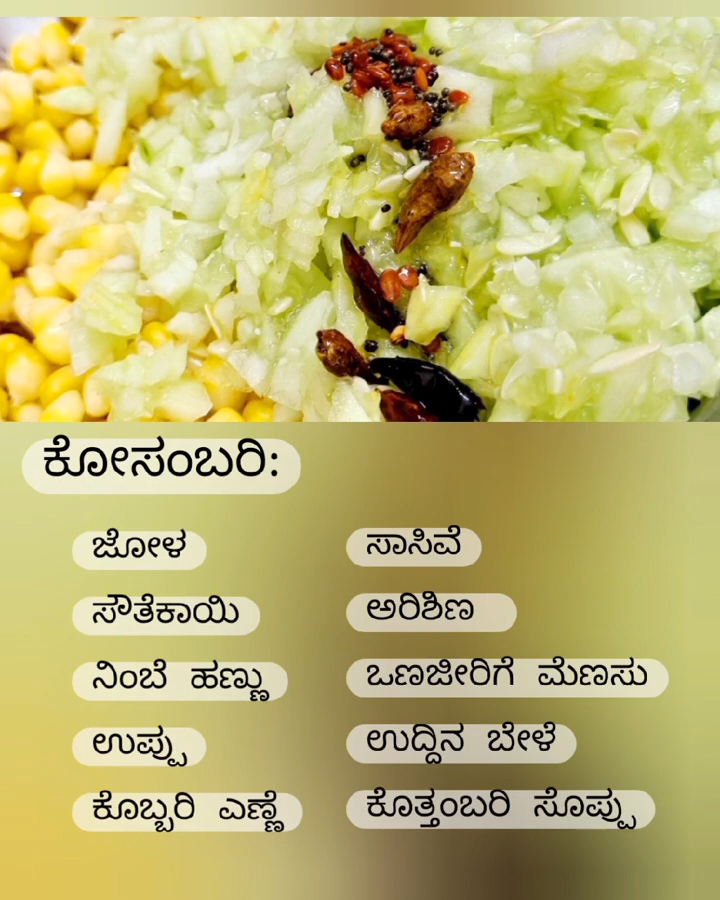 ಕೋಸಂಬರಿ:
ಜೋಳ
ಸೌತೆಕಾಯಿ
ನಿಂಬೆ ಹಣ್ಣು
ಉಪ್ಪು
ಕೊಬ್ಬರಿ ಎಣ್ಣೆ
ಸಾಸಿವೆ
ಅರಿಶಿಣ
ಒಣಜೀರಿಗೆ ಮೆಣಸು
ಉದ್ದಿನ ಬೇಳೆ
ಕೊತ್ತಂಬರಿ ಸೊಪ್ಪು